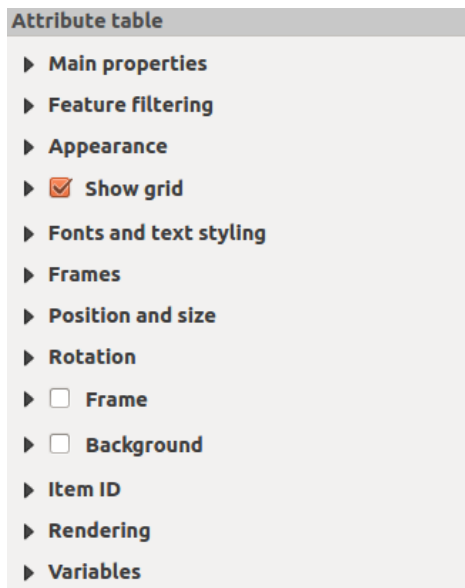 Attribute table
Main properties
Feature filtering
Appearance
Show grid
Fonts and text styling
Frames
Position and size
Rotation
Frame
Background
Item ID
Rendering
Variables